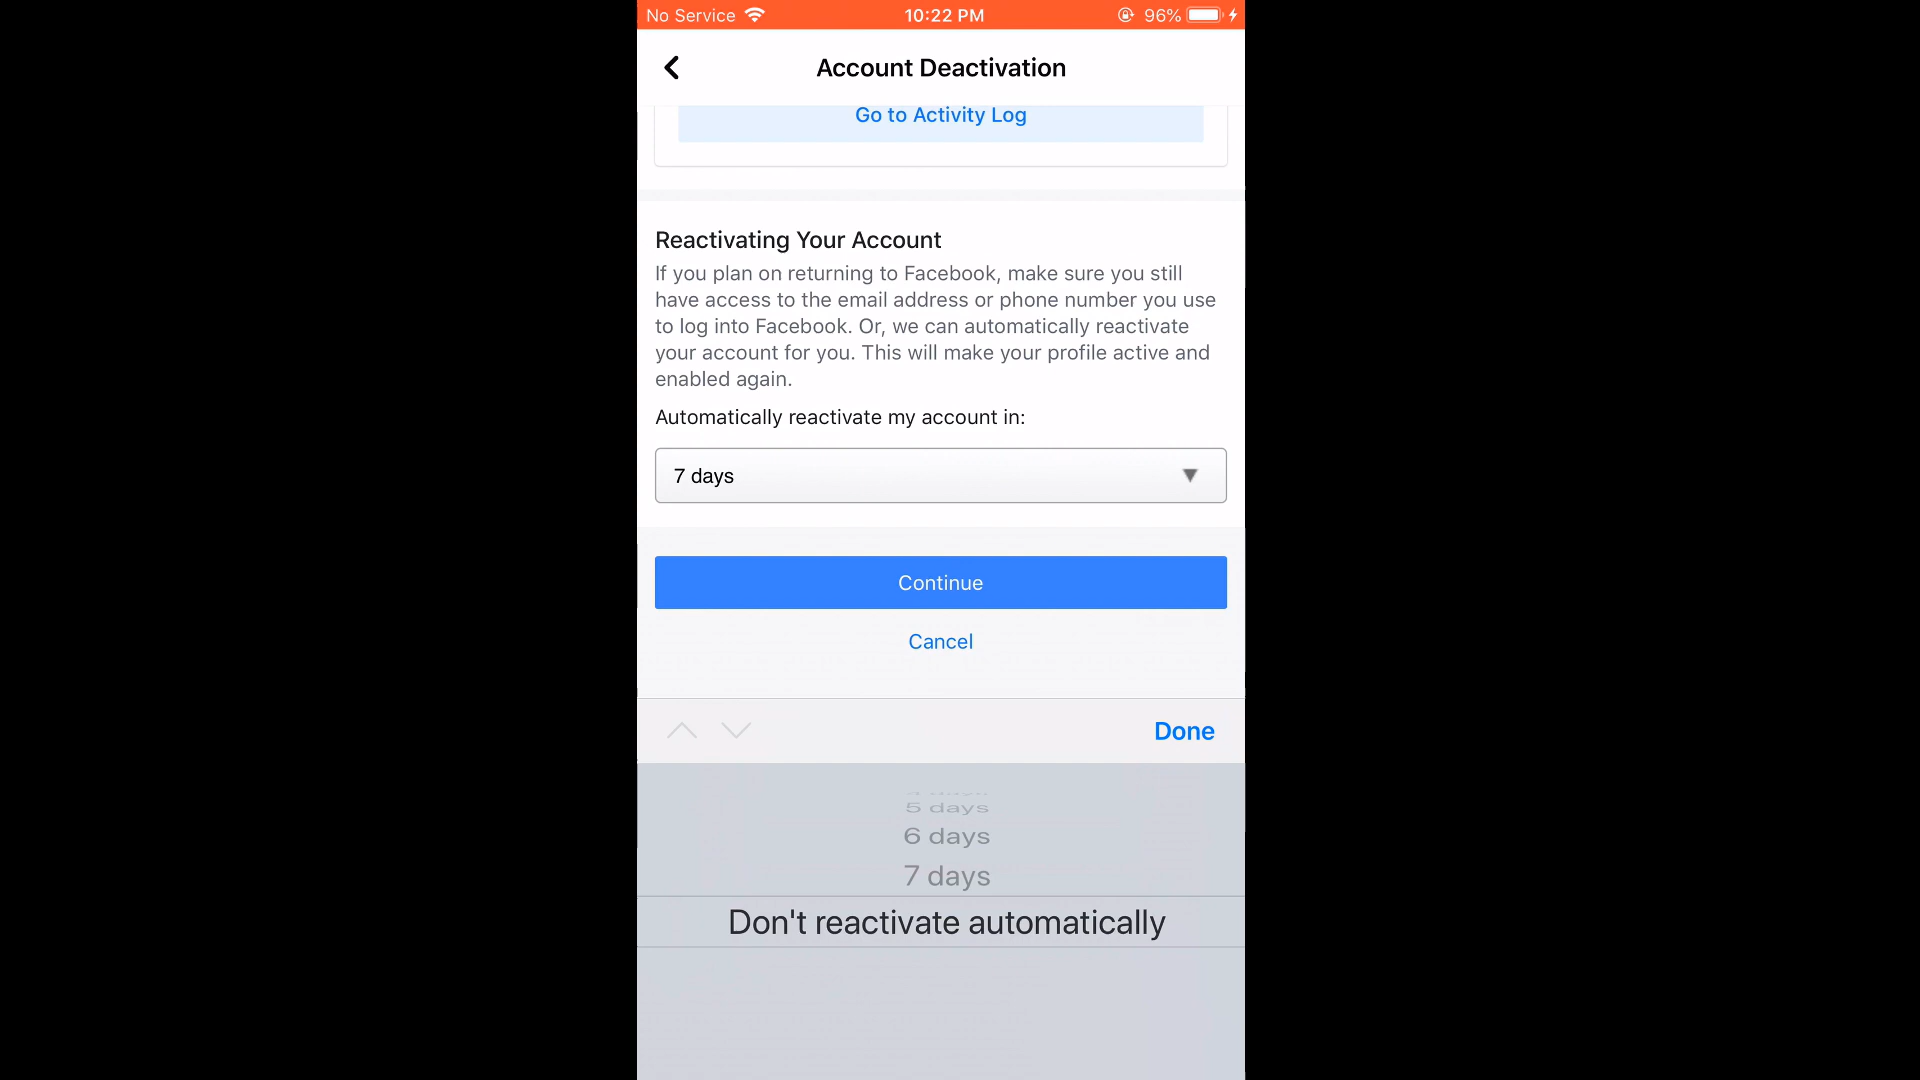 No Service
10:22 PM
96%
Account Deactivation
Go to Activity Log
Reactivating Your Account
If you plan on returning to Facebook, make sure you still
have access to the email address or phone number you use
to log into Facebook. Or, we can automatically reactivate
your account for you. This will make your profile active and
enabled again.
Automatically reactivate my account in:
7 days
Continue
Cancel
Done
5 days
6 days
7 days
Don't reactivate automatically